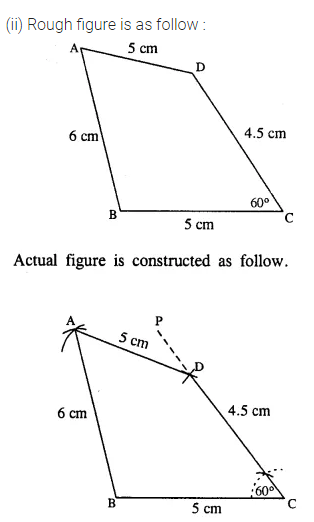 (ii) Rough figure is as follow :
A 5 cm
D
6 cm 4.5 cm
60°
B C
5 cm
Actual figure is constructed as follow.
A P
5 cm
D
6 cm 4.5 cm
60°
B C
5 cm